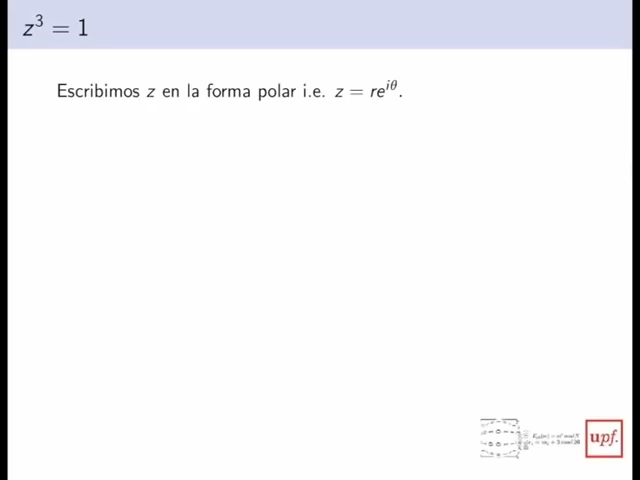 z³ = 1
Escribimos z en la forma polar i.e. z = re^{iθ}.
upf.